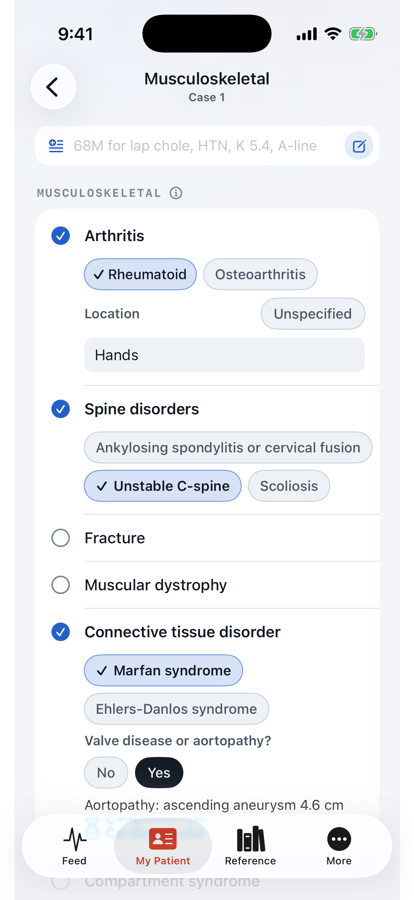 9:41
Musculoskeletal
Case 1
68M for lap chole, HTN, K 5.4, A-line
MUSCULOSKELETAL
Arthritis
Rheumatoid Osteoarthritis
Location Unspecified
Hands
Spine disorders
Ankylosing spondylitis or cervical fusion
Unstable C-spine Scoliosis
Fracture
Muscular dystrophy
Connective tissue disorder
Marfan syndrome
Ehlers-Danlos syndrome
Valve disease or aortopathy?
No Yes
Aortopathy: ascending aneurysm 4.6 cm
Feed My Patient Reference More
Compartment syndrome